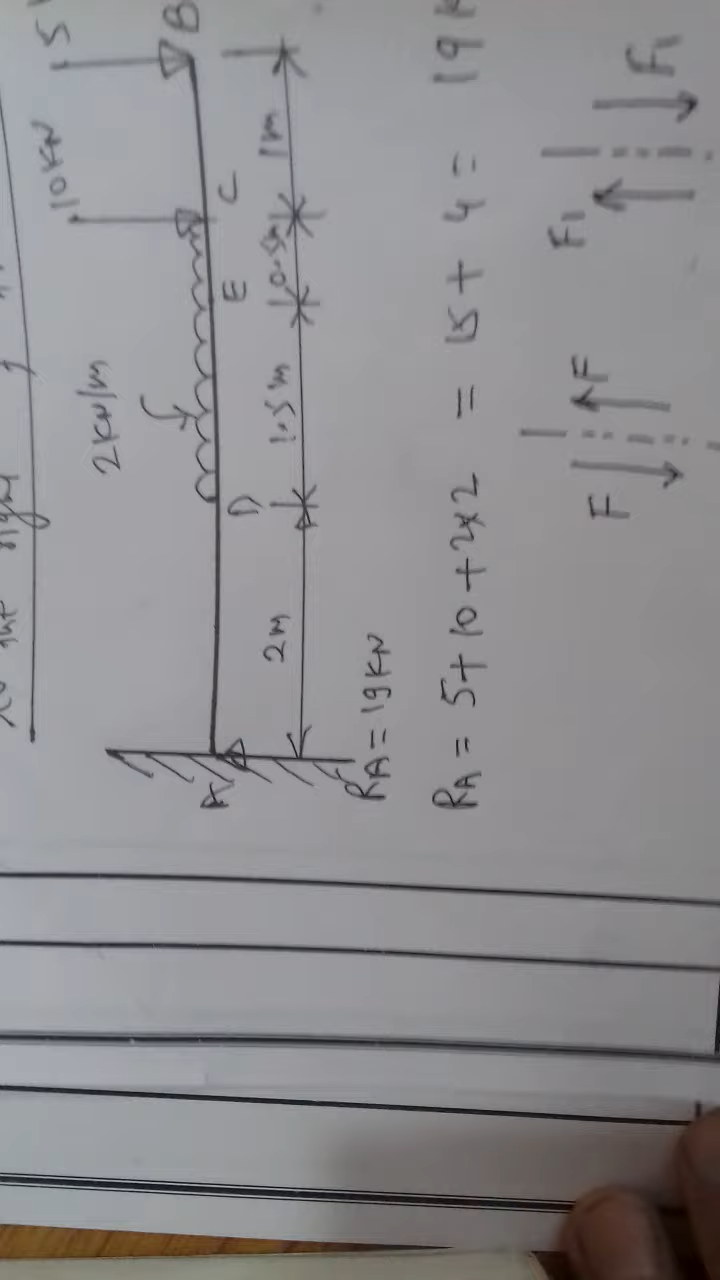 5
10KN
2KN/m
A
D
E
C
B
2m
1.5m
0.5m
1m
RA = 19KN
RA = 5+10+2x2 = 15+4 = 19 K
F
F
F1
F1